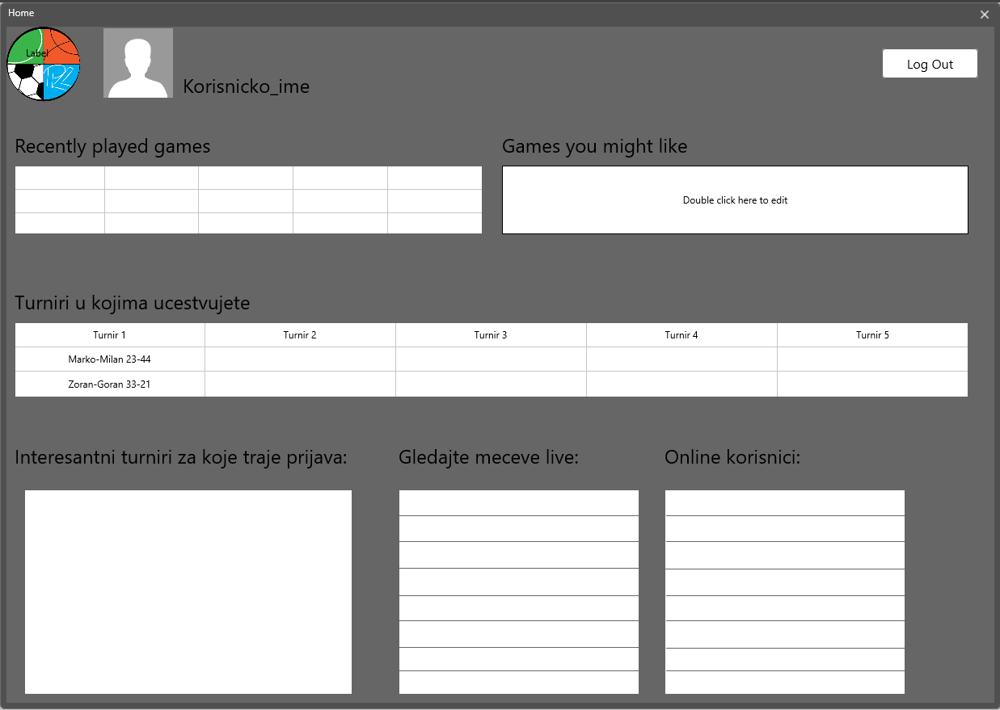 Home
Label
Korisnicko_ime
Log Out
Recently played games
Games you might like
Double click here to edit
Turniri u kojima ucestvujete
Turnir 1 Turnir 2 Turnir 3 Turnir 4 Turnir 5
Marko-Milan 23-44
Zoran-Goran 33-21
Interesantni turniri za koje traje prijava:
Gledajte meceve live:
Online korisnici: